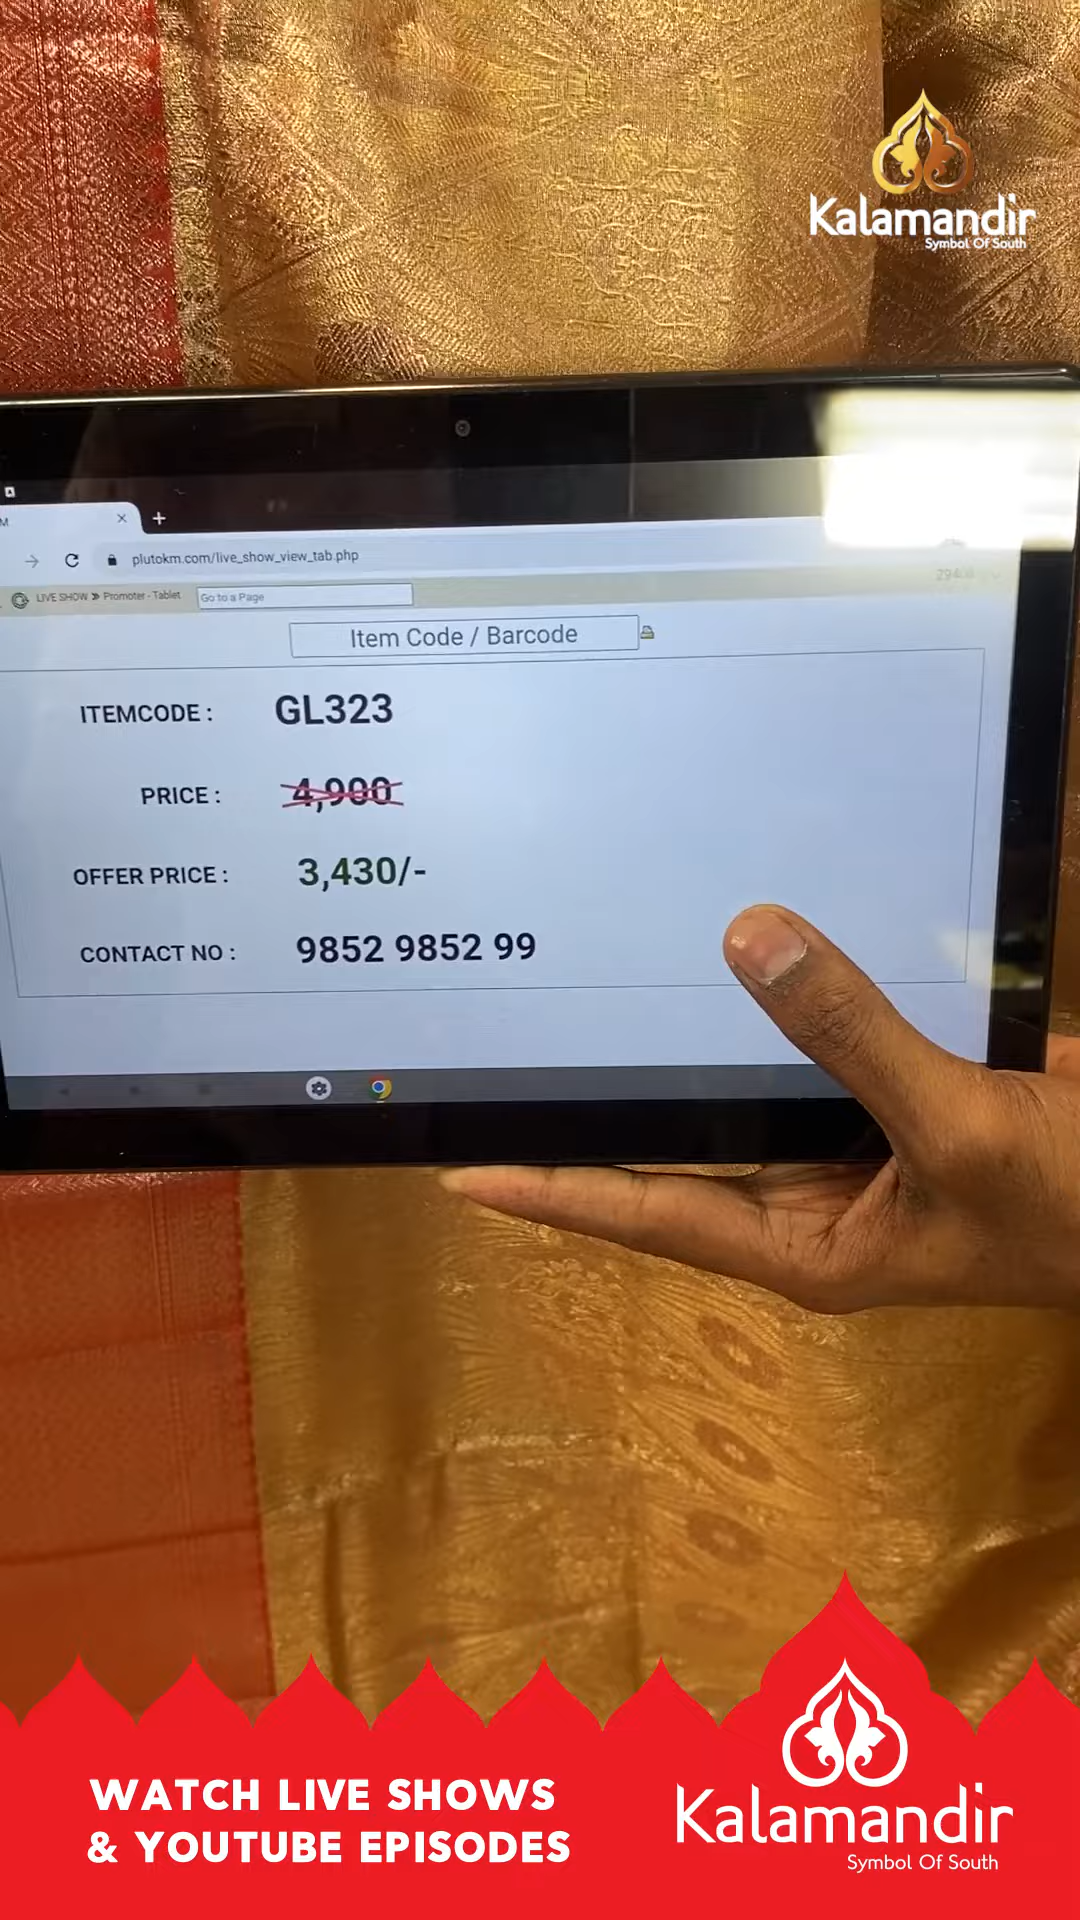 Kalamandir
Symbol Of South
M
plutokm.com/live_show_view_tab.php
LIVE SHOW » Promoter - Tablet
Go to a Page
Item Code / Barcode
ITEMCODE : GL323
PRICE : 4,900
OFFER PRICE : 3,430/-
CONTACT NO : 9852 9852 99
WATCH LIVE SHOWS
& YOUTUBE EPISODES
Kalamandir
Symbol Of South